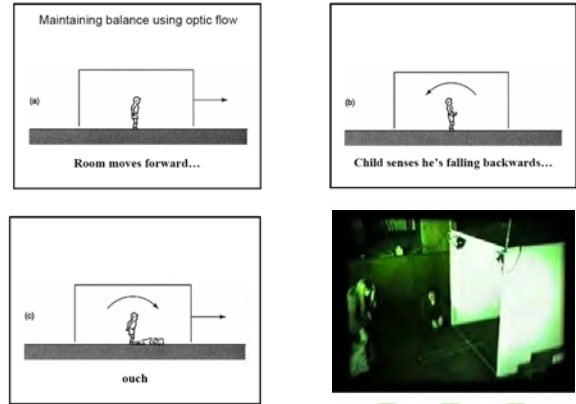 Maintaining balance using optic flow
(a)
Room moves forward…
(b)
Child senses he's falling backwards…
(c)
ouch